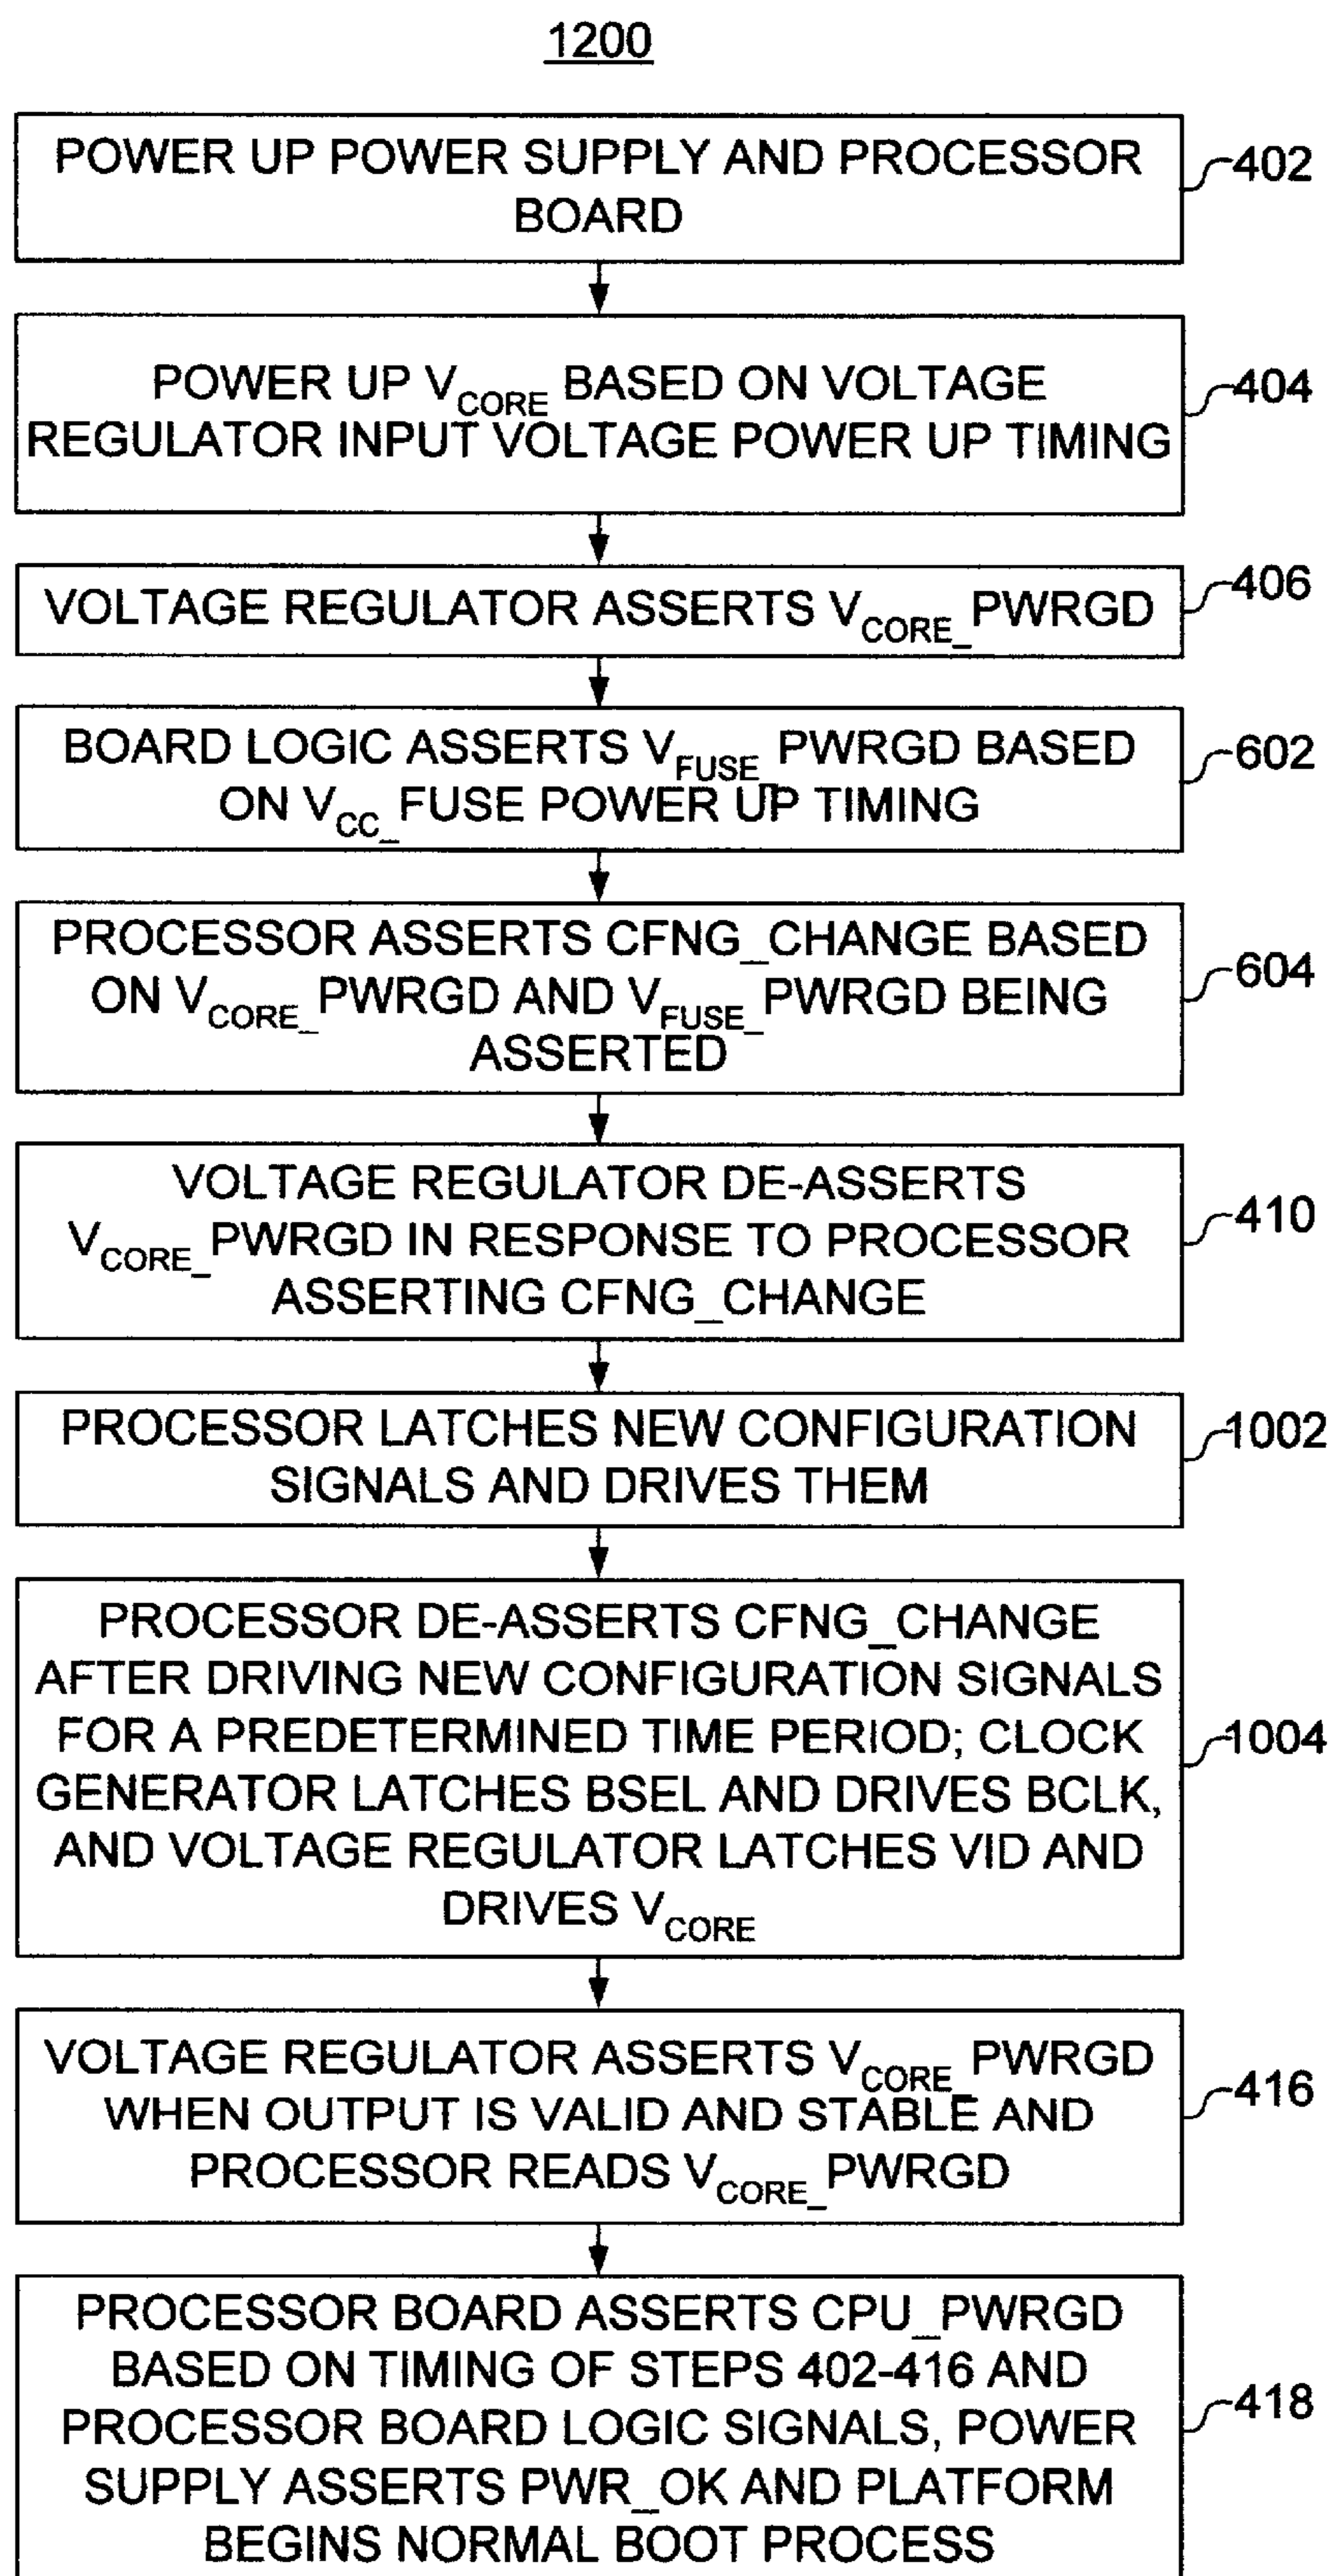 1200
POWER UP POWER SUPPLY AND PROCESSOR
BOARD
402
POWER UP VCORE BASED ON VOLTAGE
REGULATOR INPUT VOLTAGE POWER UP TIMING
404
VOLTAGE REGULATOR ASSERTS VCORE_PWRGD
406
BOARD LOGIC ASSERTS VFUSE_PWRGD BASED
ON VCC_FUSE POWER UP TIMING
602
PROCESSOR ASSERTS CFNG_CHANGE BASED
ON VCORE_PWRGD AND VFUSE_PWRGD BEING
ASSERTED
604
VOLTAGE REGULATOR DE-ASSERTS
VCORE_PWRGD IN RESPONSE TO PROCESSOR
ASSERTING CFNG_CHANGE
410
PROCESSOR LATCHES NEW CONFIGURATION
SIGNALS AND DRIVES THEM
1002
PROCESSOR DE-ASSERTS CFNG_CHANGE
AFTER DRIVING NEW CONFIGURATION SIGNALS
FOR A PREDETERMINED TIME PERIOD; CLOCK
GENERATOR LATCHES BSEL AND DRIVES BCLK,
AND VOLTAGE REGULATOR LATCHES VID AND
DRIVES VCORE
1004
VOLTAGE REGULATOR ASSERTS VCORE_PWRGD
WHEN OUTPUT IS VALID AND STABLE AND
PROCESSOR READS VCORE_PWRGD
416
PROCESSOR BOARD ASSERTS CPU_PWRGD
BASED ON TIMING OF STEPS 402-416 AND
PROCESSOR BOARD LOGIC SIGNALS, POWER
SUPPLY ASSERTS PWR_OK AND PLATFORM
BEGINS NORMAL BOOT PROCESS
418